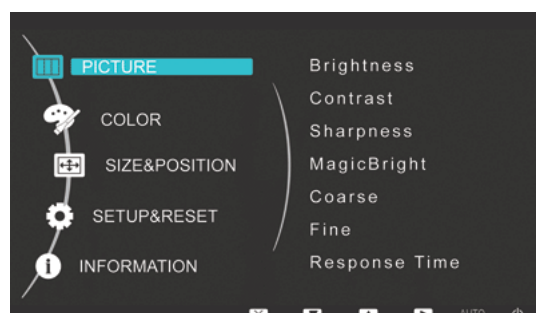 PICTURE
COLOR
SIZE&POSITION
SETUP&RESET
INFORMATION
Brightness
Contrast
Sharpness
MagicBright
Coarse
Fine
Response Time
AUTO